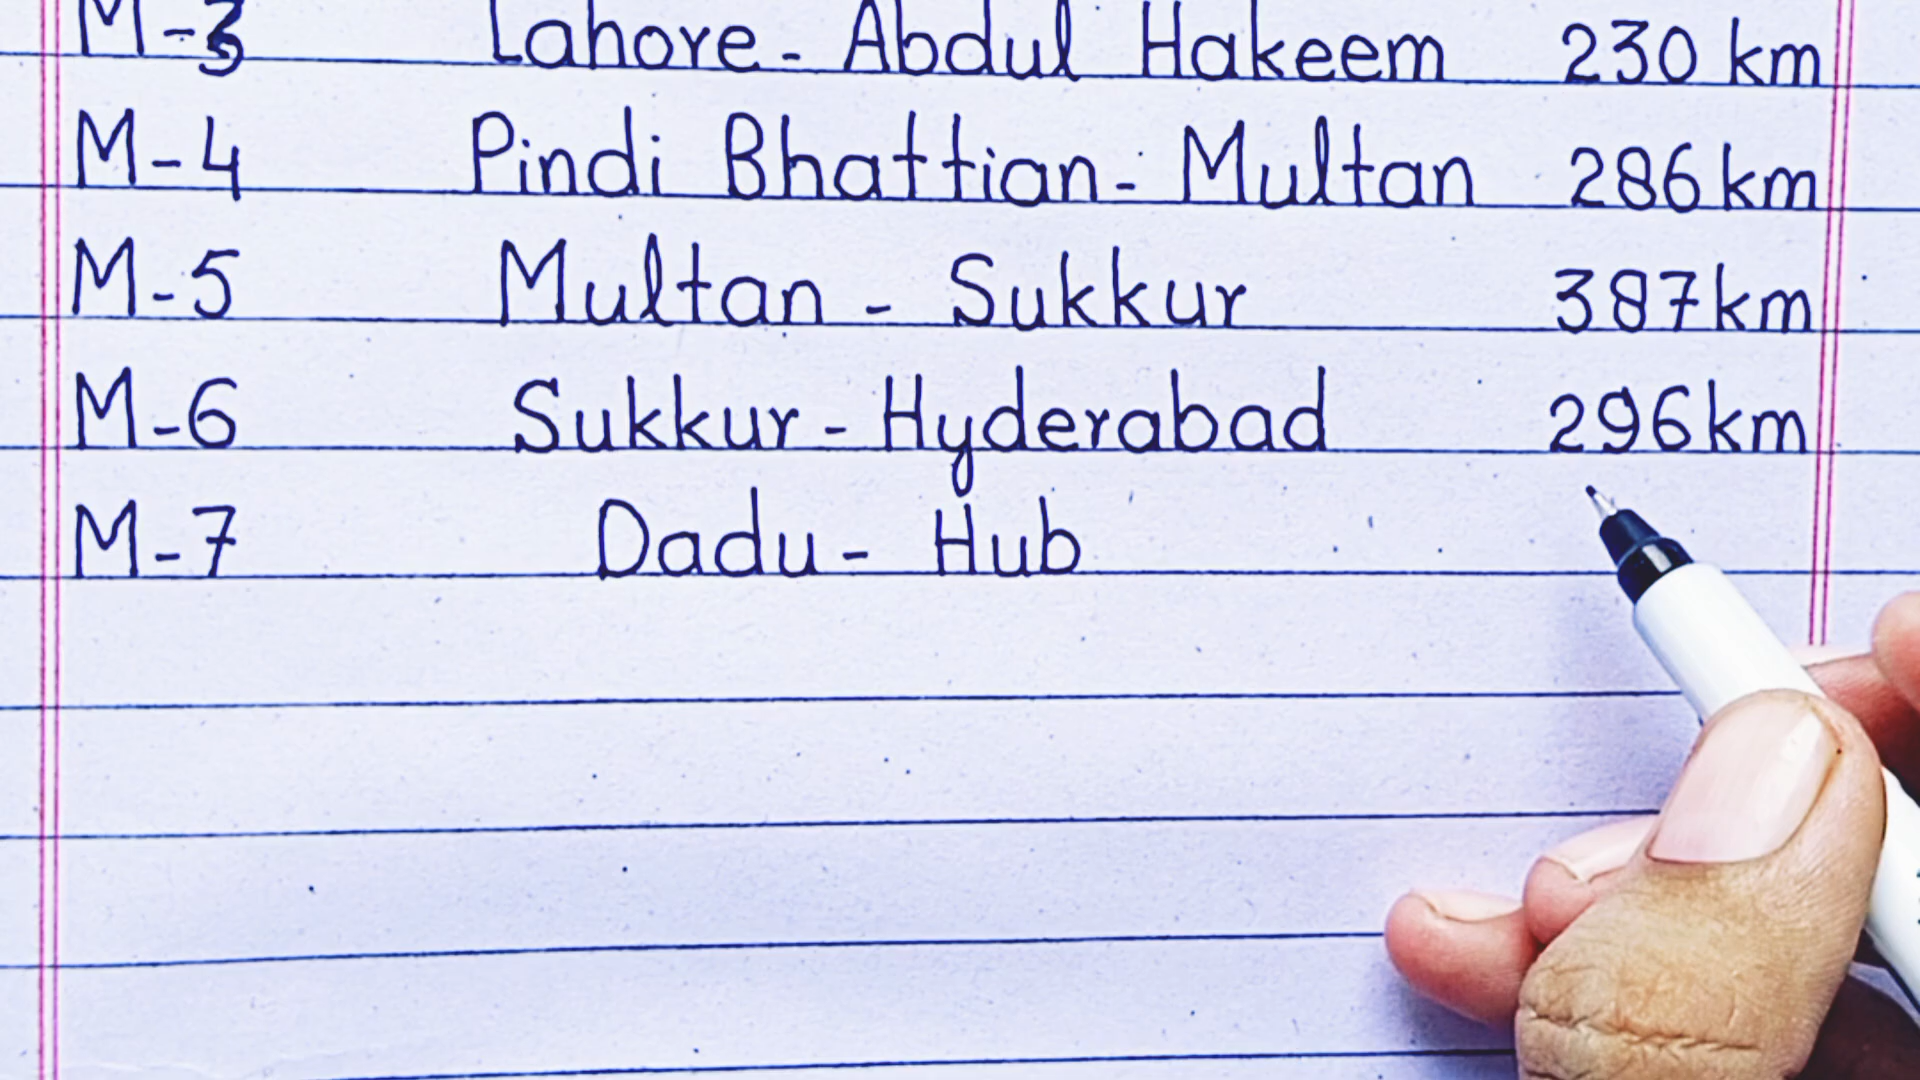 M-3 Lahore - Abdul Hakeem 230 km
M-4 Pindi Bhattian - Multan 286 km
M-5 Multan - Sukkur 387 km
M-6 Sukkur - Hyderabad 296 km
M-7 Dadu - Hub